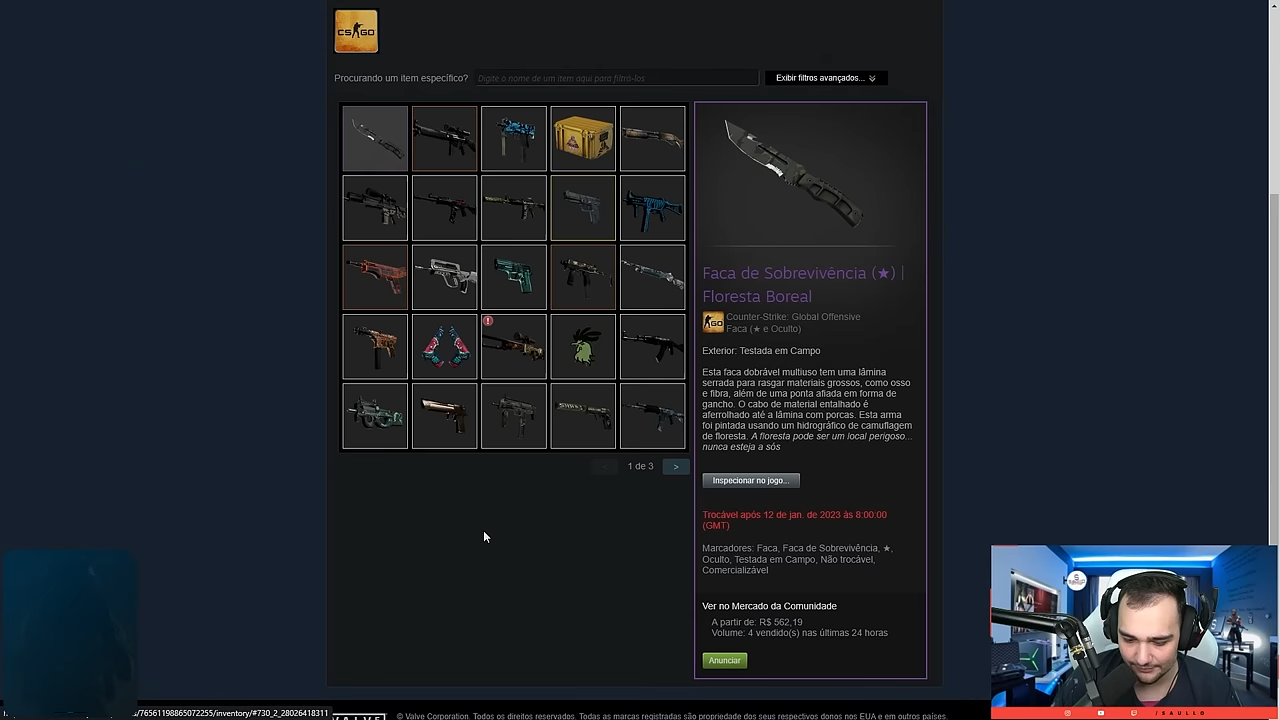 CS GO
Procurando um item específico?
Digite o nome de um item aqui para filtrá-los
Exibir filtros avançados...
Faca de Sobrevivência (★) |
Floresta Boreal
Counter-Strike: Global Offensive
Faca (★ e Oculto)
Exterior: Testada em Campo
Esta faca dobrável multiuso tem uma lâmina
serrada para rasgar materiais grossos, como osso
e fibra, além de uma ponta afiada em forma de
gancho. O cabo de material entalhado é
aferrolhado até a lâmina com porcas. Esta arma
foi pintada usando um hidrográfico de camuflagem
de floresta. A floresta pode ser um local perigoso...
nunca esteja a sós
Inspecionar no jogo...
Trocável após 12 de jan. de 2023 às 8:00:00
(GMT)
Marcadores: Faca, Faca de Sobrevivência, ★,
Oculto, Testada em Campo, Não trocável,
Comercializável
Ver no Mercado da Comunidade
A partir de: R$ 562,19
Volume: 4 vendido(s) nas últimas 24 horas
Anunciar
< 1 de 3 >
s/76561198865072255/inventory/#730_2_28026418311
VALVE
© Valve Corporation. Todos os direitos reservados. Todas as marcas registradas são propriedade dos seus respectivos donos nos EUA e em outros países
/SAULLO